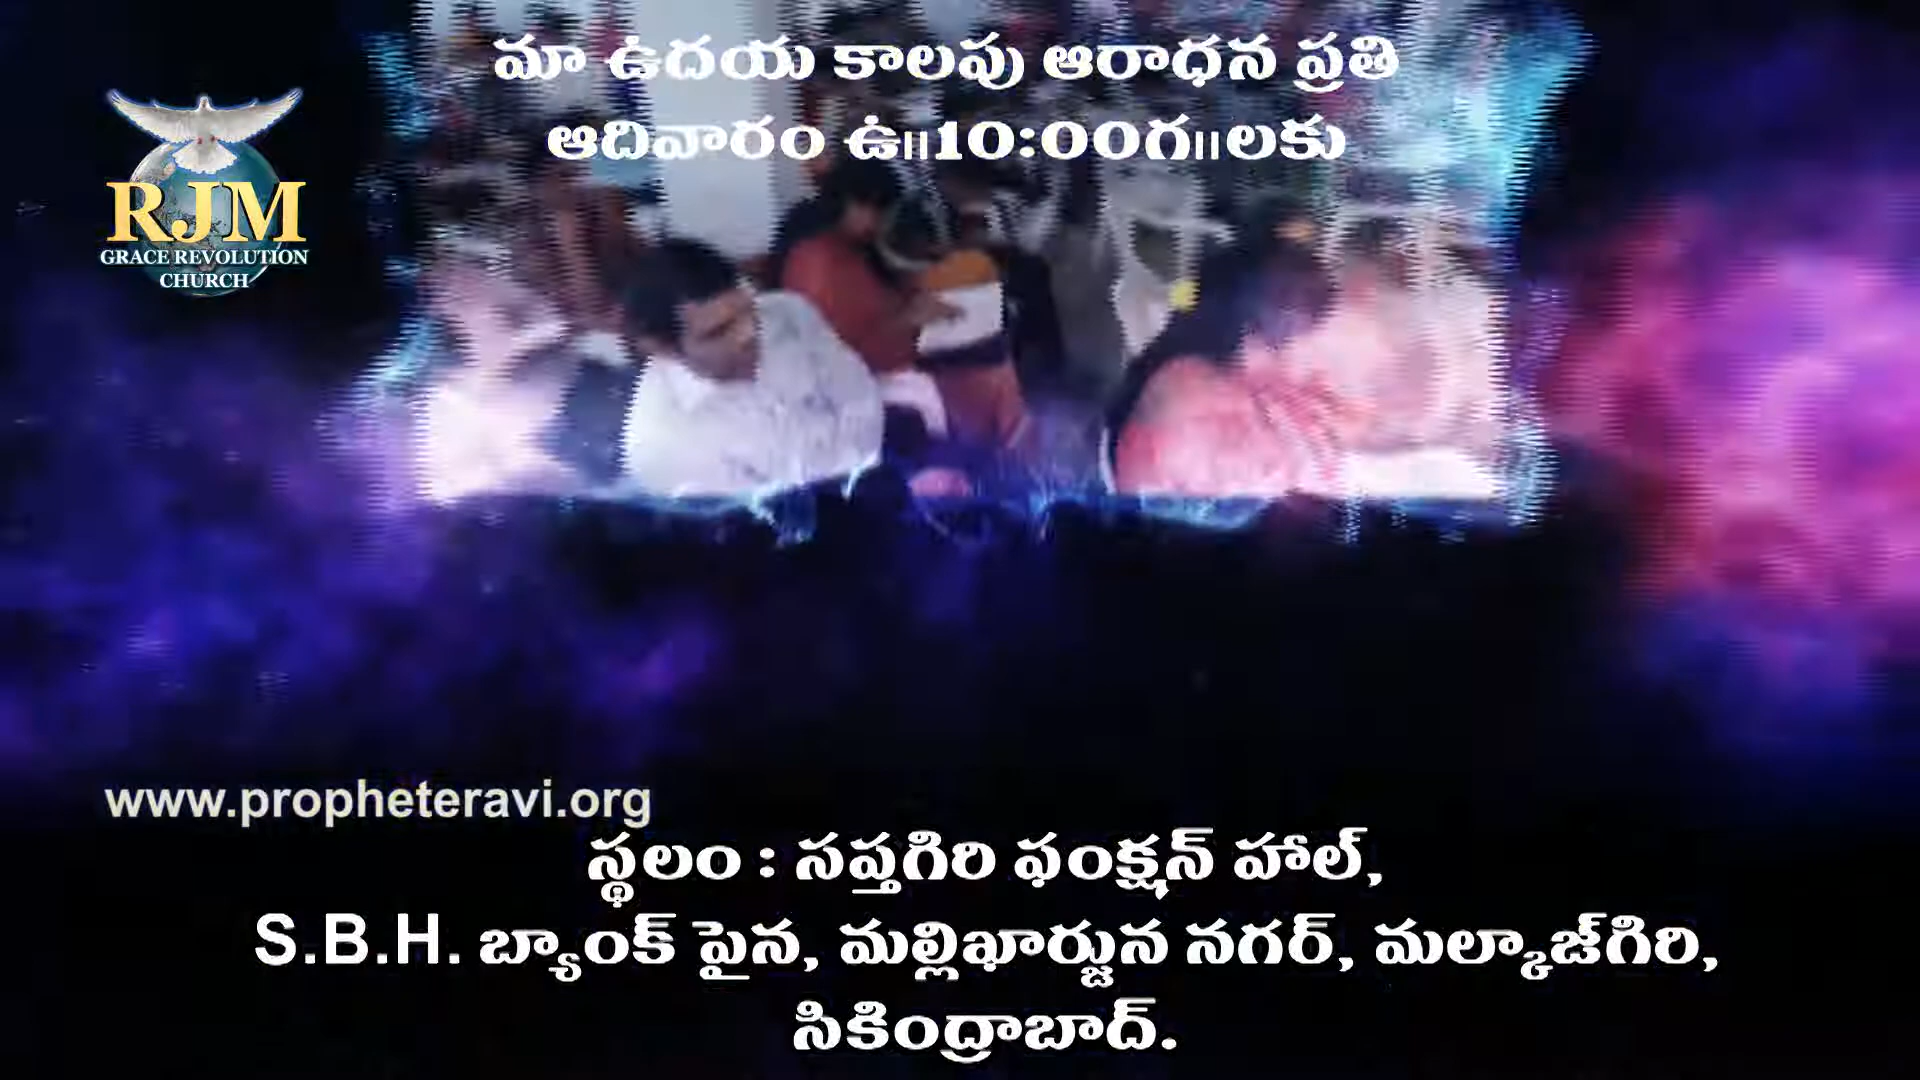 మా ఉదయ కాలపు ఆరాధన ప్రతి
ఆదివారం ఉ॥10:00గ॥లకు
RJM
GRACE REVOLUTION
CHURCH
www.propheteravi.org
స్థలం : సప్తగిరి ఫంక్షన్ హాల్,
S.B.H. బ్యాంక్ పైన, మల్లిఖార్జున నగర్, మల్కాజ్‌గిరి,
సికింద్రాబాద్.